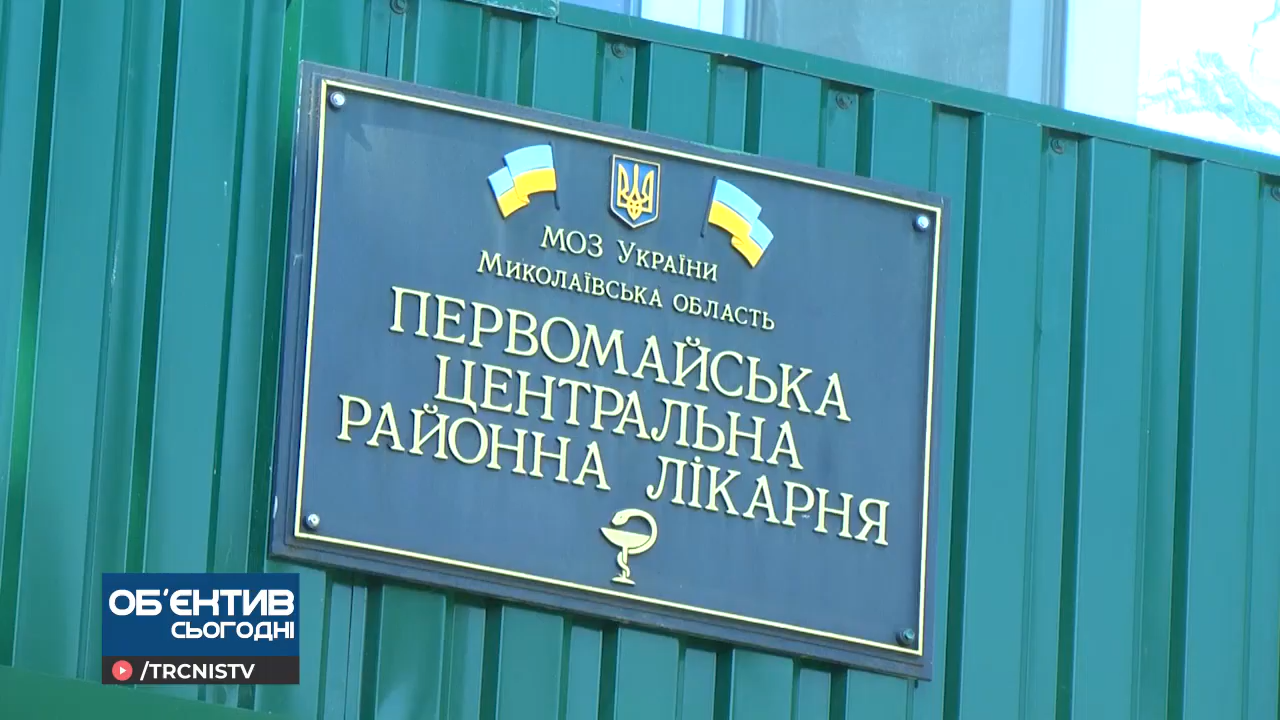 МОЗ України
Миколаївська область
ПЕРВОМАЙСЬКА
ЦЕНТРАЛЬНА
РАЙОННА ЛІКАРНЯ
ОБ'ЄКТИВ
СЬОГОДНІ
/TRCNISTV